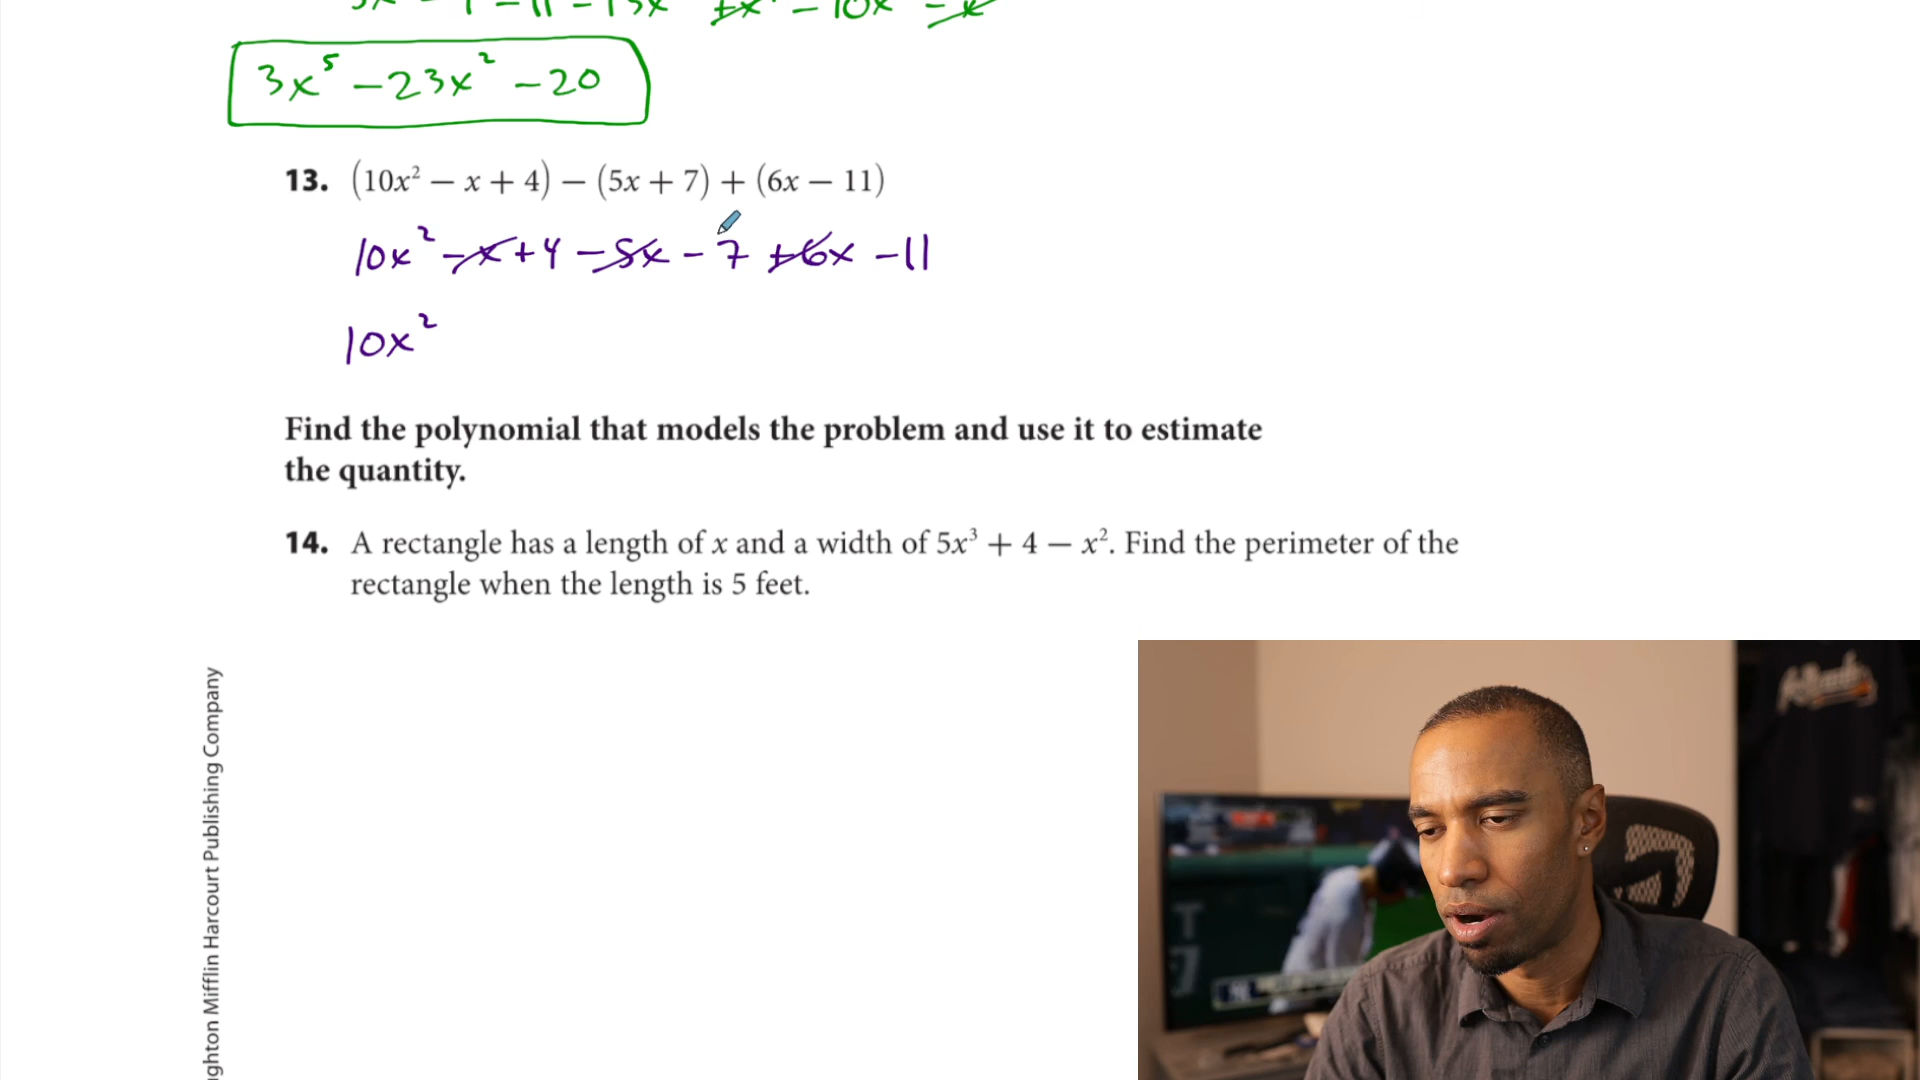 3x⁵ − 23x² − 20
13. (10x² − x + 4) − (5x + 7) + (6x − 11)
10x² − x + 4 − 5x − 7 + 6x − 11
10x²
Find the polynomial that models the problem and use it to estimate
the quantity.
14. A rectangle has a length of x and a width of 5x³ + 4 − x². Find the perimeter of the
rectangle when the length is 5 feet.
ghton Mifflin Harcourt Publishing Company